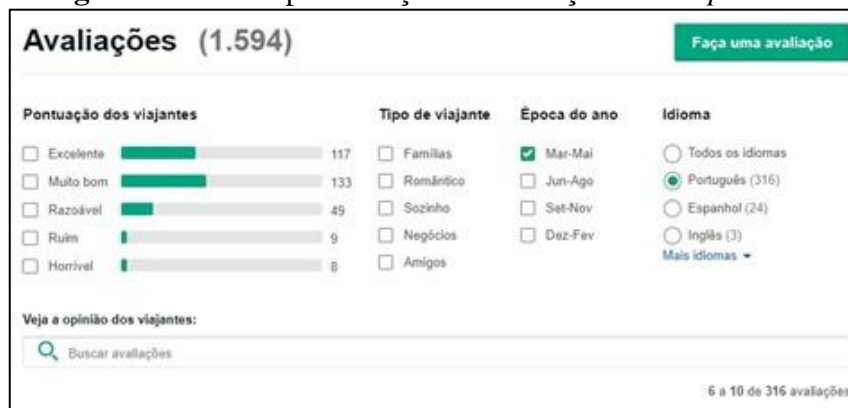 Avaliações (1.594)
Faça uma avaliação
Pontuação dos viajantes
Excelente 117
Muito bom 133
Razoável 49
Ruim 9
Horrível 8
Tipo de viajante
Famílias
Romântico
Sozinho
Negócios
Amigos
Época do ano
Mar-Mai
Jun-Ago
Set-Nov
Dez-Fev
Idioma
Todos os idiomas
Português (316)
Espanhol (24)
Inglês (3)
Mais idiomas
Veja a opinião dos viajantes:
Buscar avaliações
6 a 10 de 316 avaliações